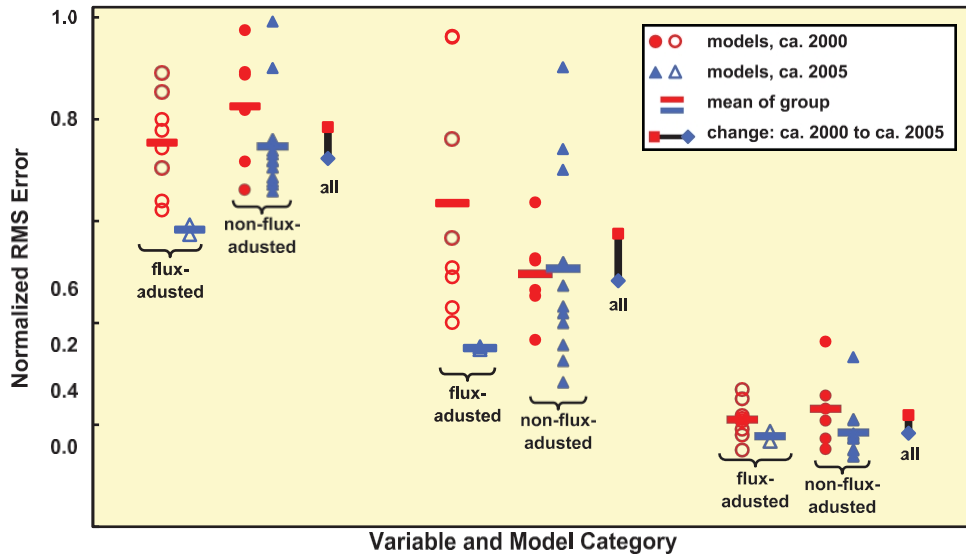 1.0
0.8
0.6
0.2
0.4
0.0
Normalized RMS Error
models, ca. 2000
models, ca. 2005
mean of group
change: ca. 2000 to ca. 2005
flux-
adusted
non-flux-
adusted
all
flux-
adusted
non-flux-
adusted
all
flux-
adusted
non-flux-
adusted
all
Variable and Model Category